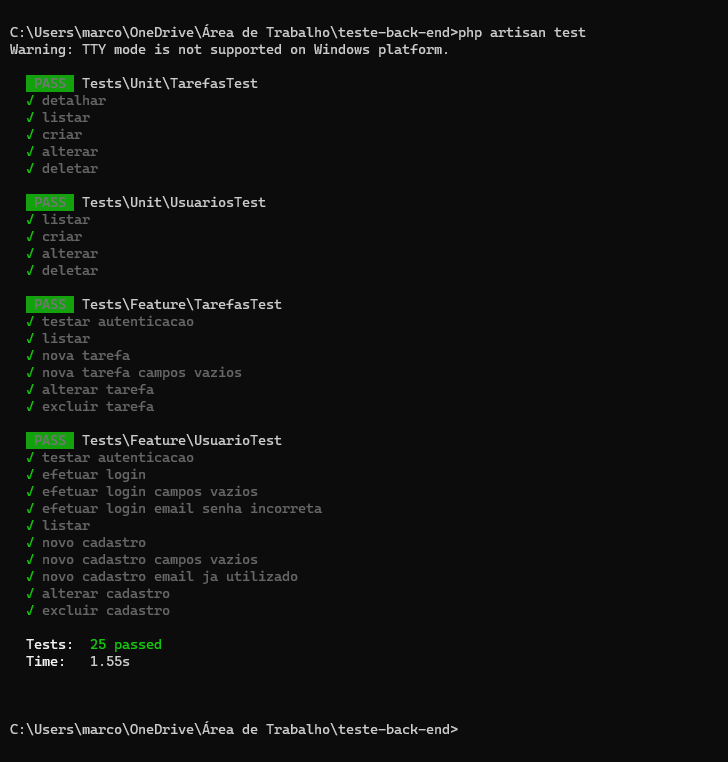 C:\Users\marco\OneDrive\Área de Trabalho\teste-back-end>php artisan test
Warning: TTY mode is not supported on Windows platform.
PASS Tests\Unit\TarefasTest
✓ detalhar
✓ listar
✓ criar
✓ alterar
✓ deletar
PASS Tests\Unit\UsuariosTest
✓ listar
✓ criar
✓ alterar
✓ deletar
PASS Tests\Feature\TarefasTest
✓ testar autenticacao
✓ listar
✓ nova tarefa
✓ nova tarefa campos vazios
✓ alterar tarefa
✓ excluir tarefa
PASS Tests\Feature\UsuarioTest
✓ testar autenticacao
✓ efetuar login
✓ efetuar login campos vazios
✓ efetuar login email senha incorreta
✓ listar
✓ novo cadastro
✓ novo cadastro campos vazios
✓ novo cadastro email ja utilizado
✓ alterar cadastro
✓ excluir cadastro
Tests: 25 passed
Time: 1.55s
C:\Users\marco\OneDrive\Área de Trabalho\teste-back-end>